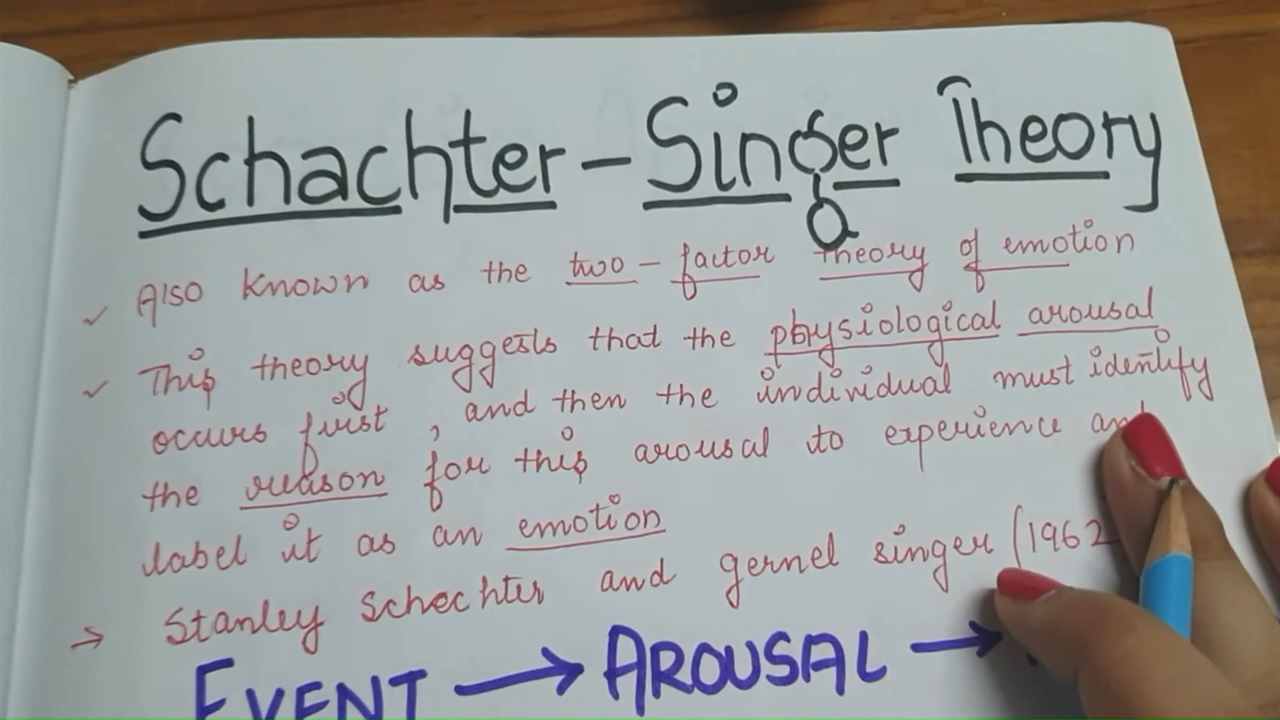 Schachter-Singer Theory
Also known as the two-factor theory of emotion
This theory suggests that the physiological arousal
occurs first, and then the individual must identify
the reason for this arousal to experience
label it as an emotion
Stanley Schechter and gernel singer (1962
EVENT → AROUSAL →